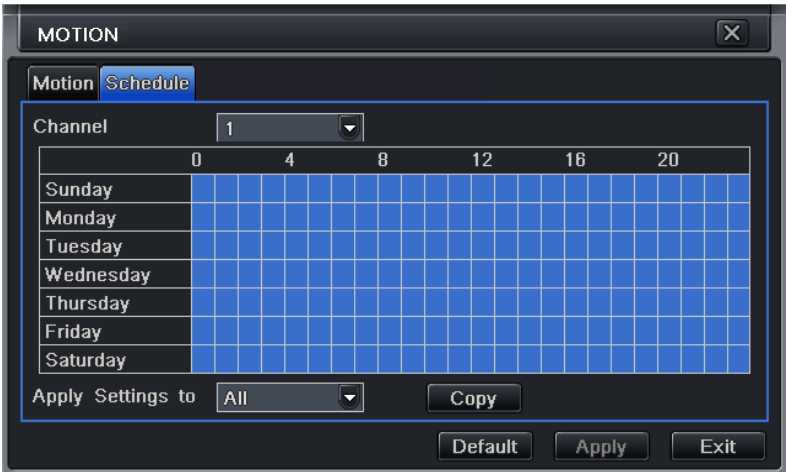 MOTION
Motion Schedule
Channel 1
0 4 8 12 16 20
Sunday
Monday
Tuesday
Wednesday
Thursday
Friday
Saturday
Apply Settings to All Copy
Default Apply Exit